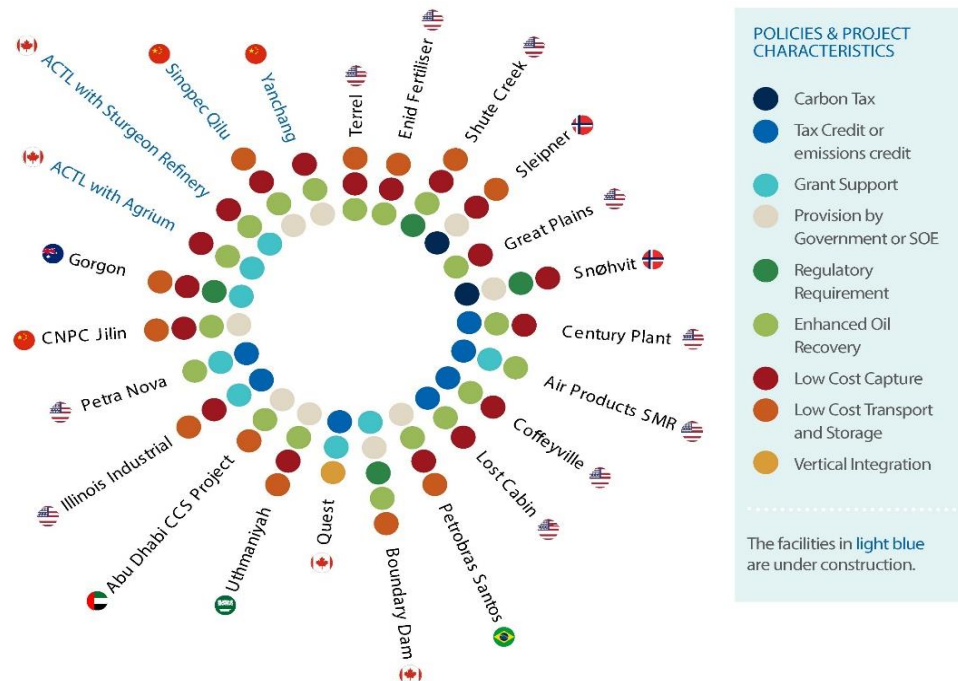 ACTL with Agrium
ACTL with Sturgeon Refinery
Sinopec Qilu
Yanchang
Terrel
Enid Fertiliser
Shute Creek
Sleipner
Great Plains
Snøhvit
Century Plant
Air Products SMR
Coffeyville
Lost Cabin
Petrobras Santos
Boundary Dam
Quest
Uthmaniyah
Abu Dhabi CCS Project
Illinois Industrial
Petra Nova
CNPC Jilin
Gorgon
POLICIES & PROJECT
CHARACTERISTICS
Carbon Tax
Tax Credit or
emissions credit
Grant Support
Provision by
Government or SOE
Regulatory
Requirement
Enhanced Oil
Recovery
Low Cost Capture
Low Cost Transport
and Storage
Vertical Integration
The facilities in light blue
are under construction.